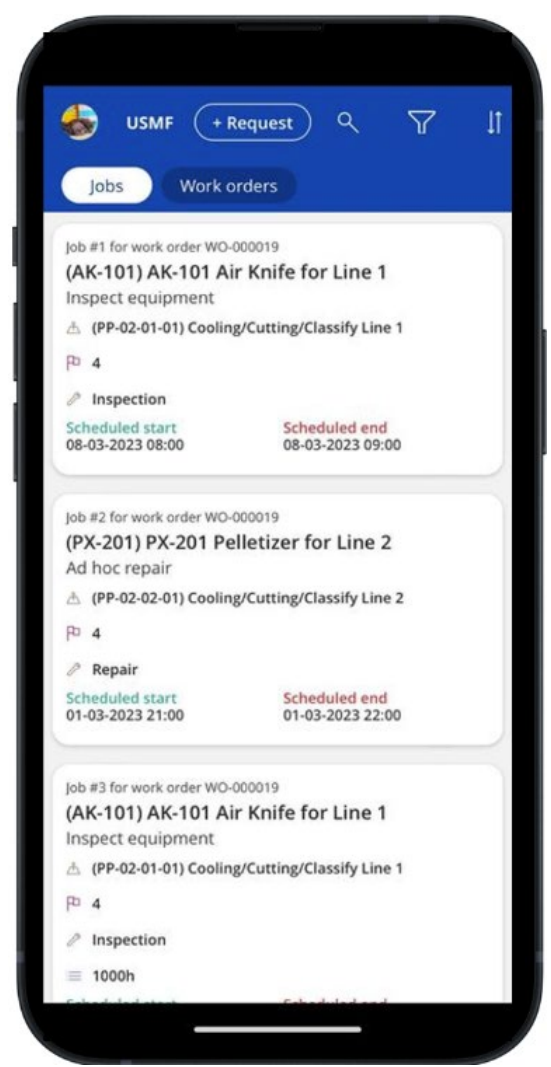 USMF + Request
Jobs Work orders
Job #1 for work order WO-000019
(AK-101) AK-101 Air Knife for Line 1
Inspect equipment
(PP-02-01-01) Cooling/Cutting/Classify Line 1
4
Inspection
Scheduled start Scheduled end
08-03-2023 08:00 08-03-2023 09:00
Job #2 for work order WO-000019
(PX-201) PX-201 Pelletizer for Line 2
Ad hoc repair
(PP-02-02-01) Cooling/Cutting/Classify Line 2
4
Repair
Scheduled start Scheduled end
01-03-2023 21:00 01-03-2023 22:00
Job #3 for work order WO-000019
(AK-101) AK-101 Air Knife for Line 1
Inspect equipment
(PP-02-01-01) Cooling/Cutting/Classify Line 1
4
Inspection
1000h
Scheduled start Scheduled end